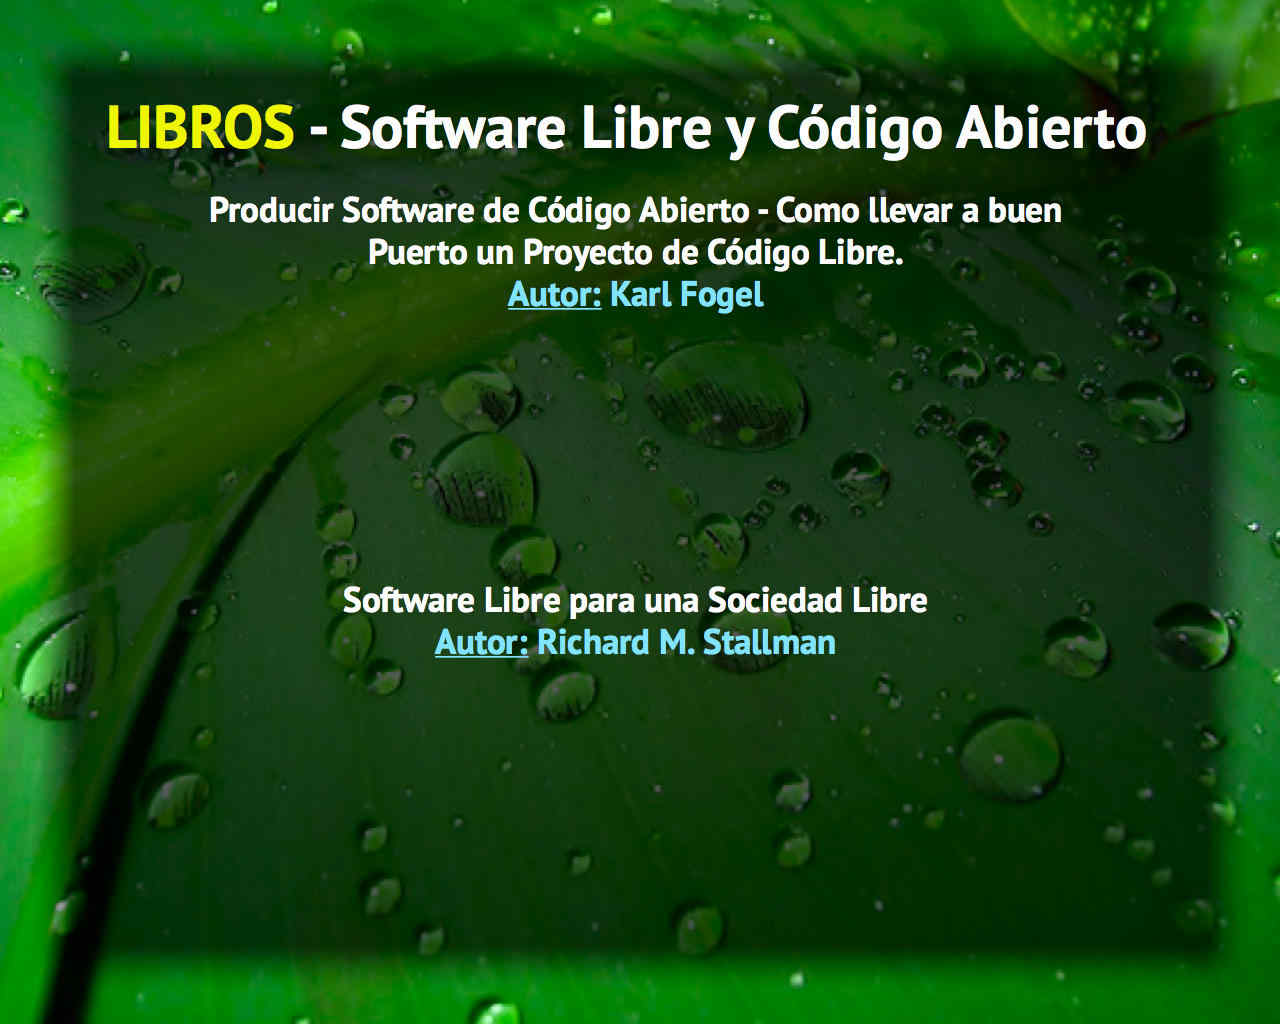 LIBROS - Software Libre y Código Abierto
Producir Software de Código Abierto - Como llevar a buen
Puerto un Proyecto de Código Libre.
Autor: Karl Fogel
Software Libre para una Sociedad Libre
Autor: Richard M. Stallman